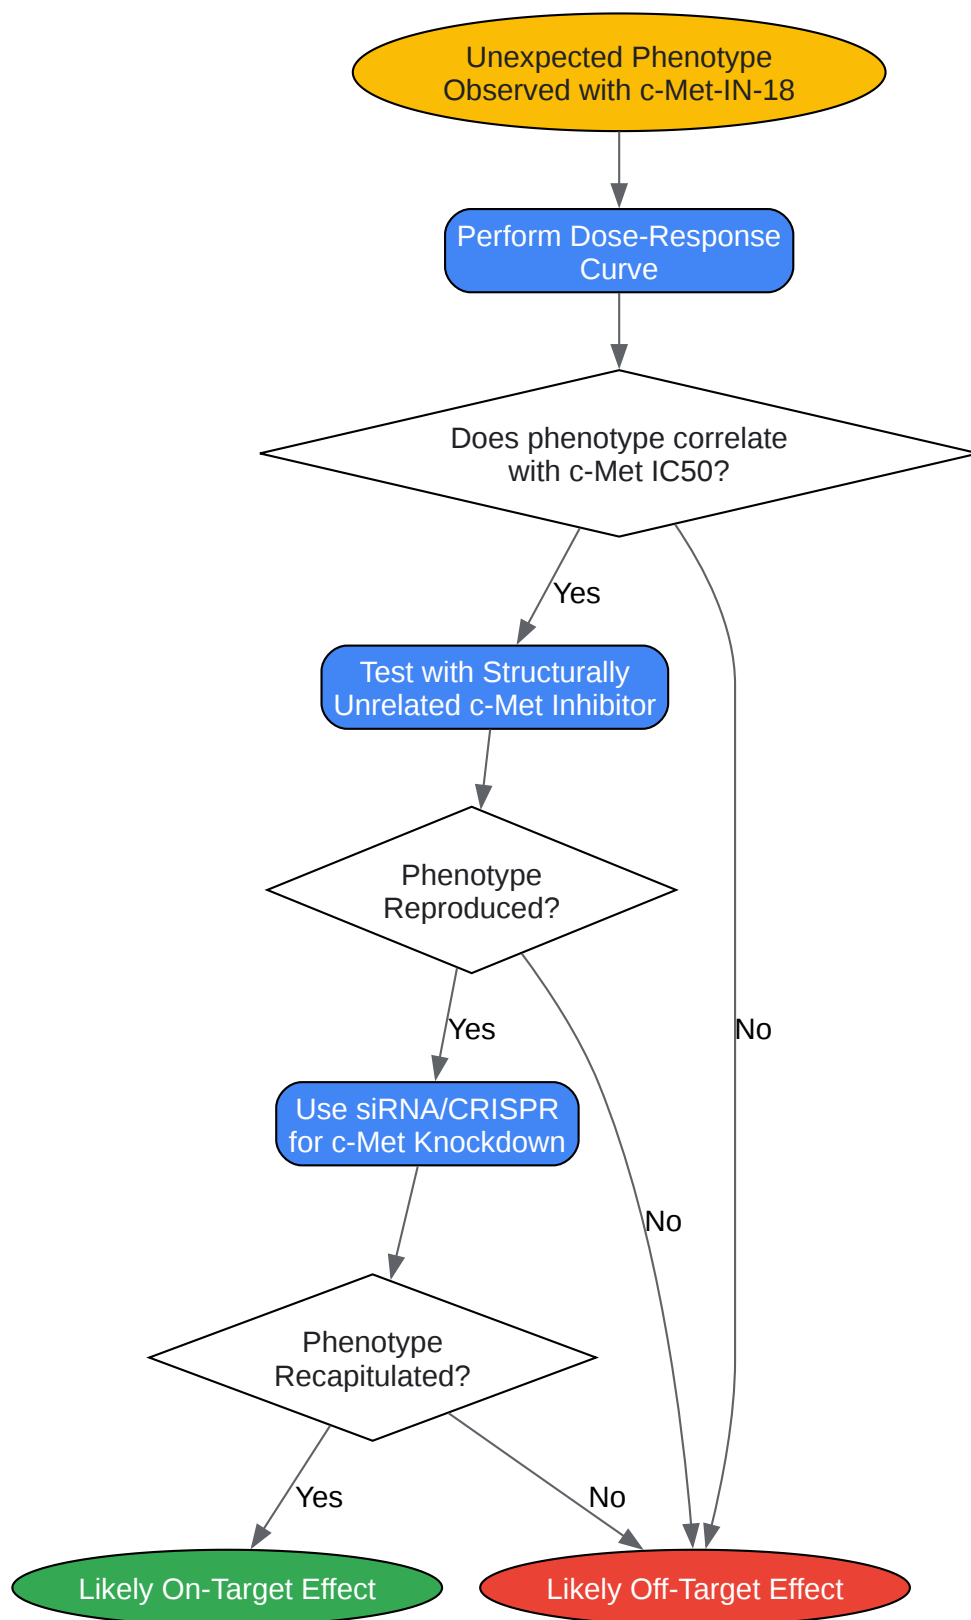 Unexpected Phenotype
Observed with c-Met-IN-18
Perform Dose-Response
Curve
Does phenotype correlate
with c-Met IC50?
Yes
Test with Structurally
Unrelated c-Met Inhibitor
Phenotype
Reproduced?
Yes
No
Use siRNA/CRISPR
for c-Met Knockdown
No
Phenotype
Recapitulated?
Yes
No
Likely On-Target Effect
Likely Off-Target Effect